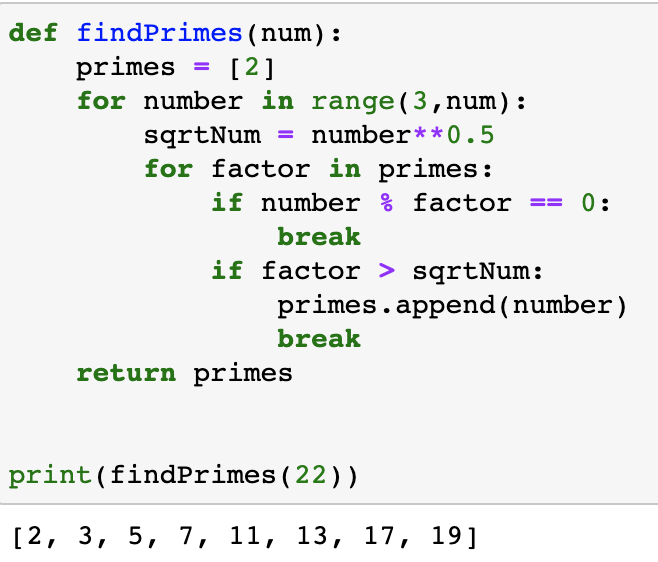 def findPrimes(num):
    primes = [2]
    for number in range(3,num):
        sqrtNum = number**0.5
        for factor in primes:
            if number % factor == 0:
                break
            if factor > sqrtNum:
                primes.append(number)
                break
    return primes
print(findPrimes(22))
[2, 3, 5, 7, 11, 13, 17, 19]